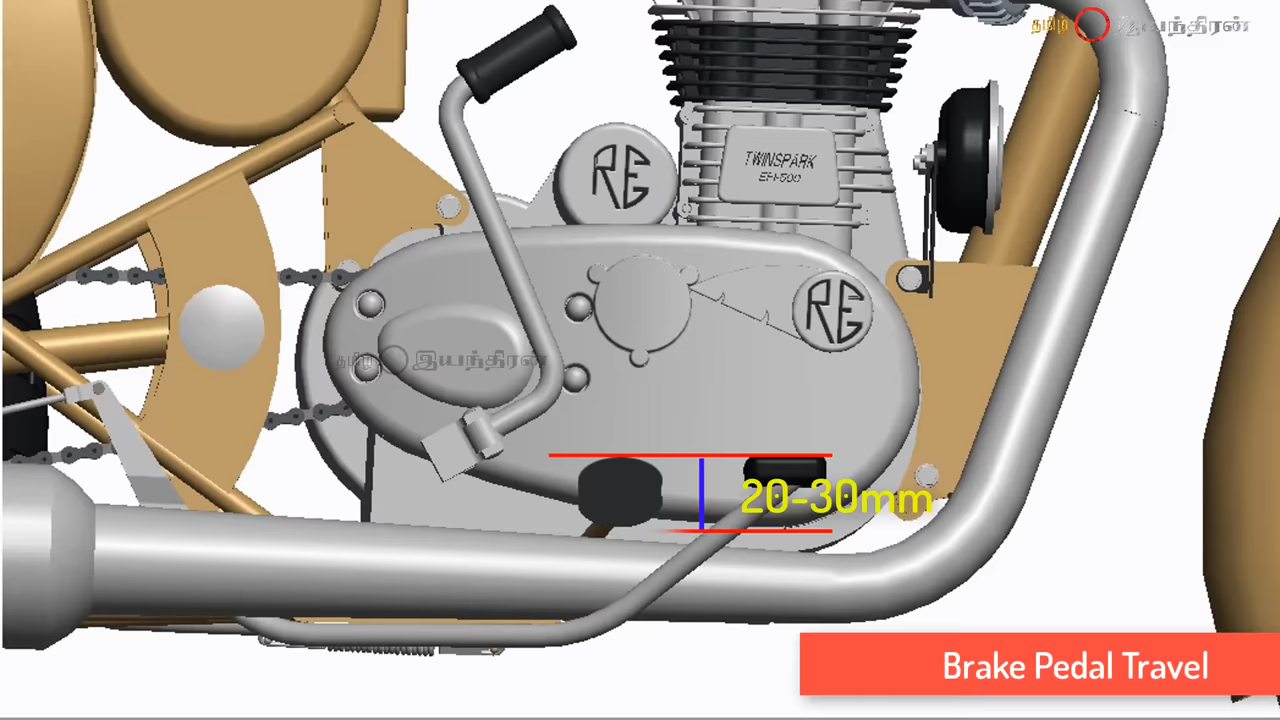 தமிழ் இயந்திரன்
RE
TWINSPARK
EFI-500
RE
தமிழ் இயந்திரன்
20-30mm
Brake Pedal Travel